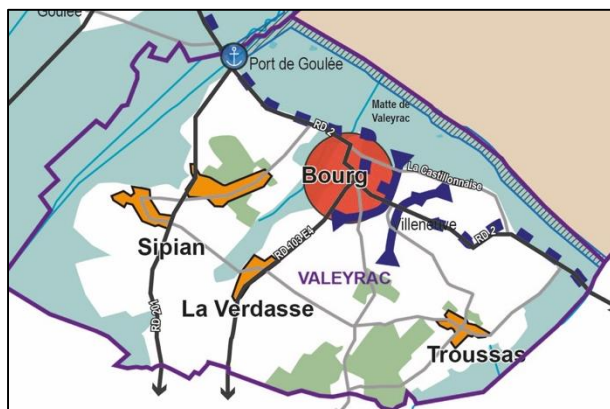 Goulée
Port de Goulée
Matte de
Valeyrac
RD 2
La Castillonnaise
Bourg
Villeneuve
RD 2
Sipian
RD 103 E4
VALEYRAC
La Verdasse
RD 201
Troussas